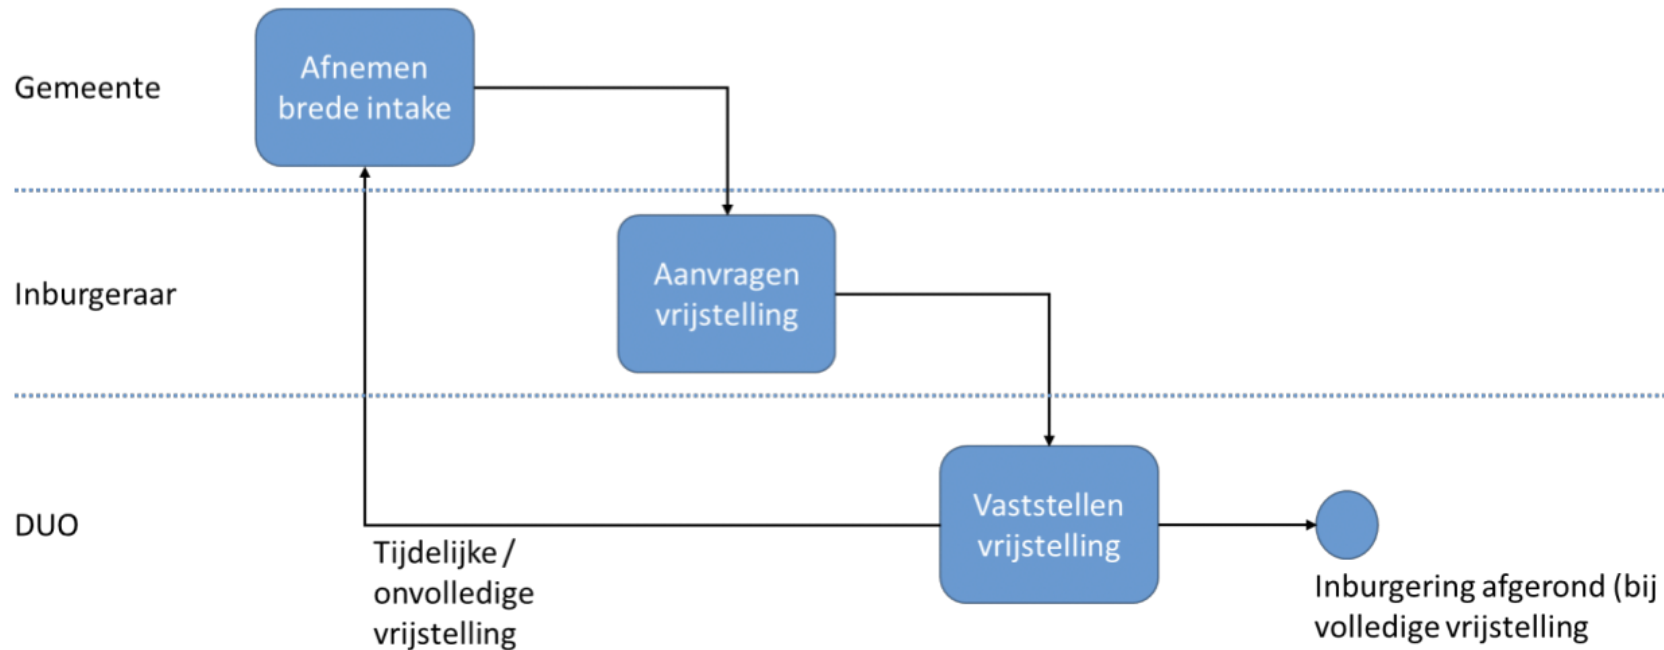 Gemeente
Afnemen
brede intake
Inburgeraar
Aanvragen
vrijstelling
DUO
Vaststellen
vrijstelling
Tijdelijke /
onvolledige
vrijstelling
Inburgering afgerond (bij
volledige vrijstelling